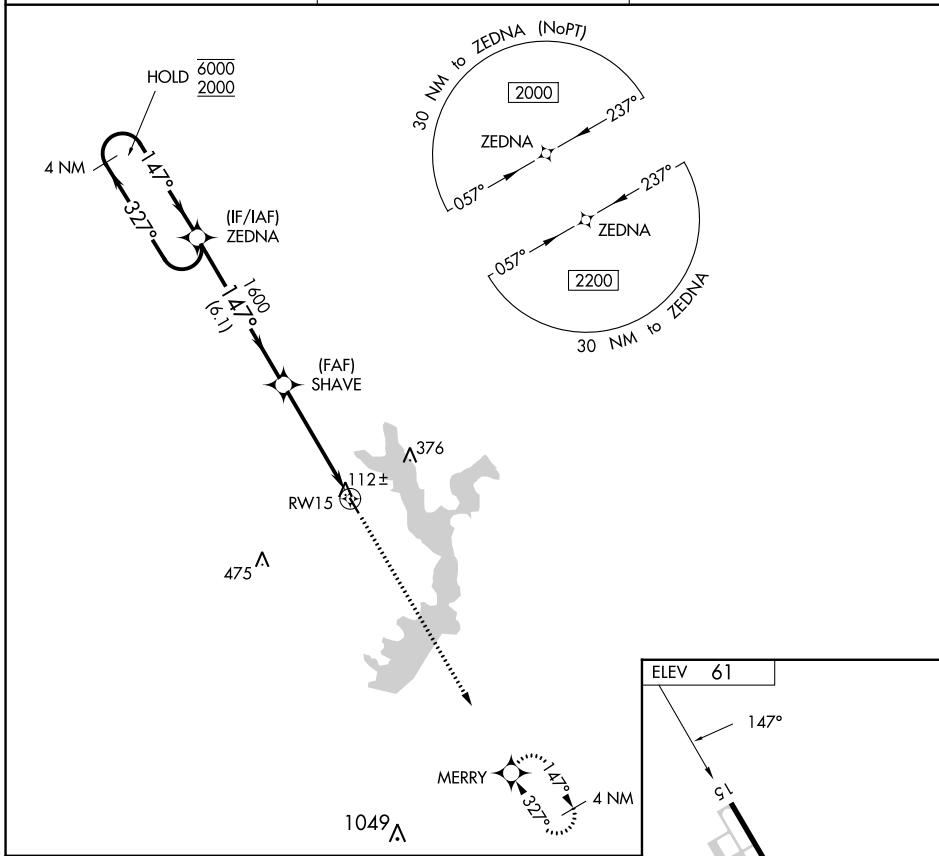 HOLD 6000
2000
4 NM
147°
327°
(IF/IAF)
ZEDNA
1600
147°
(6.1)
(FAF)
SHAVE
30 NM to ZEDNA (NoPT)
2000
237°
ZEDNA
057°
237°
ZEDNA
057°
2200
30 NM to ZEDNA
376
112±
RW15
475
MERRY
147°
327°
4 NM
1049
ELEV 61
147°
15